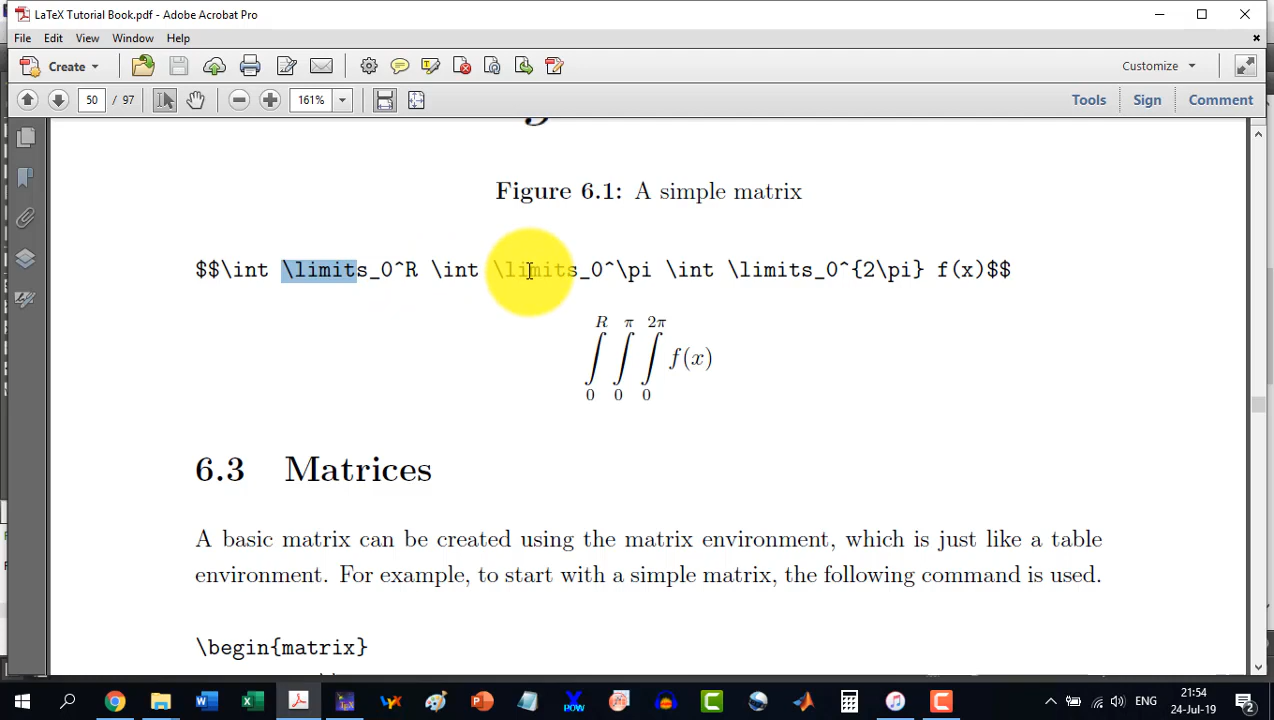 LaTeX Tutorial Book.pdf - Adobe Acrobat Pro
File Edit View Window Help
Create Customize
50 / 97 161% Tools Sign Comment
Figure 6.1: A simple matrix
$$\int \limits_0^R \int \limits_0^\pi \int \limits_0^{2\pi} f(x)$$
R π 2π
∫ ∫ ∫ f(x)
0 0 0
6.3 Matrices
A basic matrix can be created using the matrix environment, which is just like a table
environment. For example, to start with a simple matrix, the following command is used.
\begin{matrix}
21:54
ENG
24-Jul-19
2